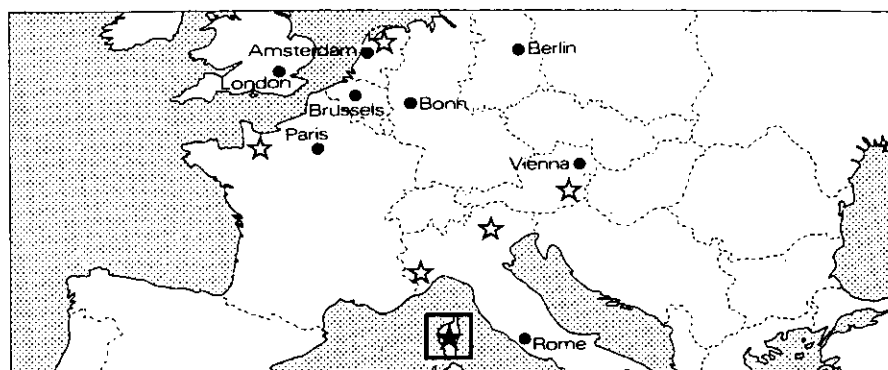 Amsterdam
Berlin
London
Brussels
Bonn
Paris
Vienna
Rome